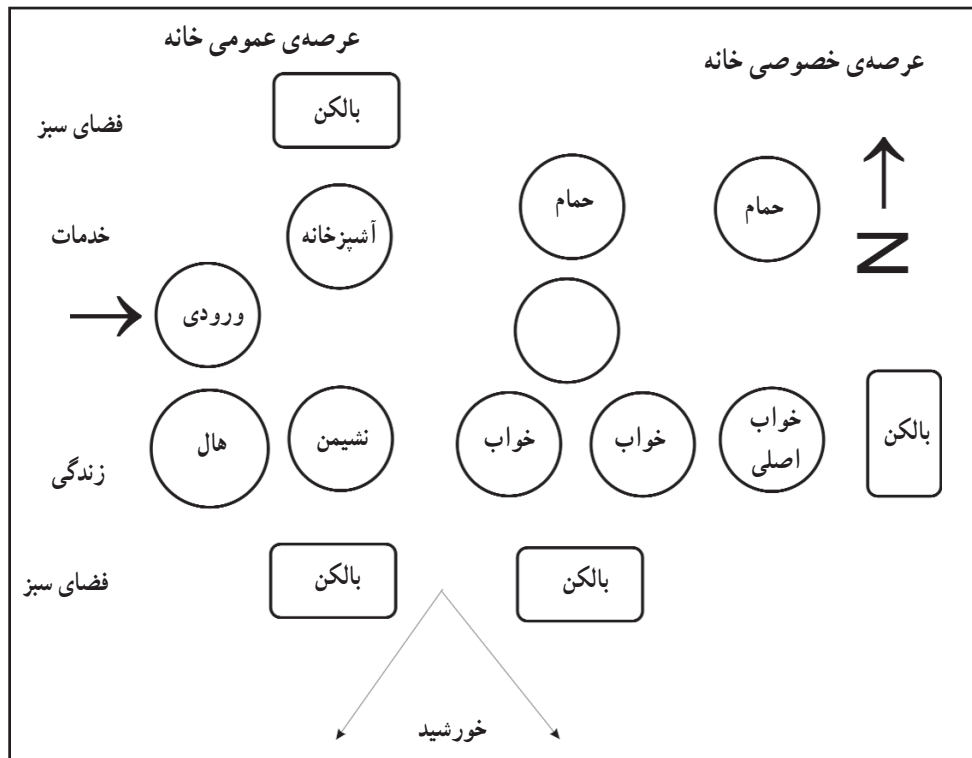 عرصه‌ی عمومی خانه
عرصه‌ی خصوصی خانه
بالکن
فضای سبز
حمام
حمام
آشپزخانه
خدمات
N
ورودی
خواب
اصلی
خواب
خواب
نشیمن
هال
بالکن
زندگی
بالکن
بالکن
فضای سبز
خورشید